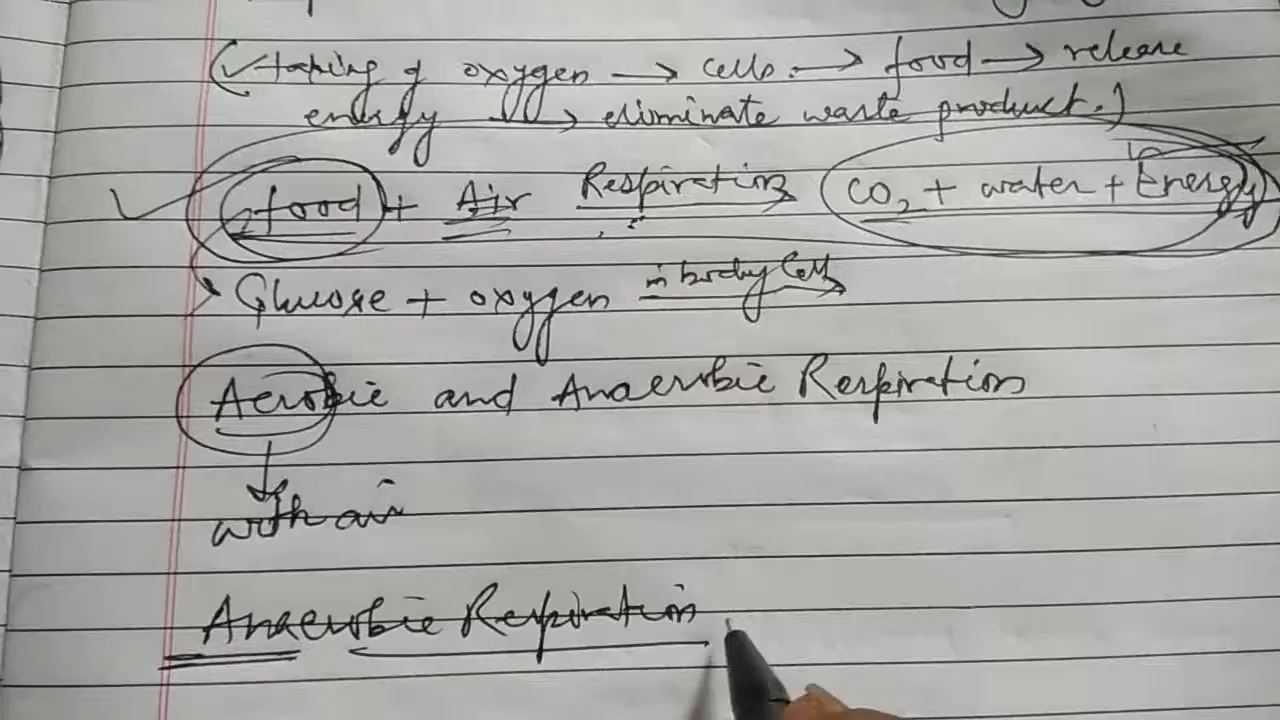 (taking of oxygen → cells. → food → release
energy → eliminate waste product.)
food + Air Respiration CO2 + water + Energy
Glucose + oxygen in body Cells
Aerobic and Anaerobic Respiration
with air
Anaerobic Respiration